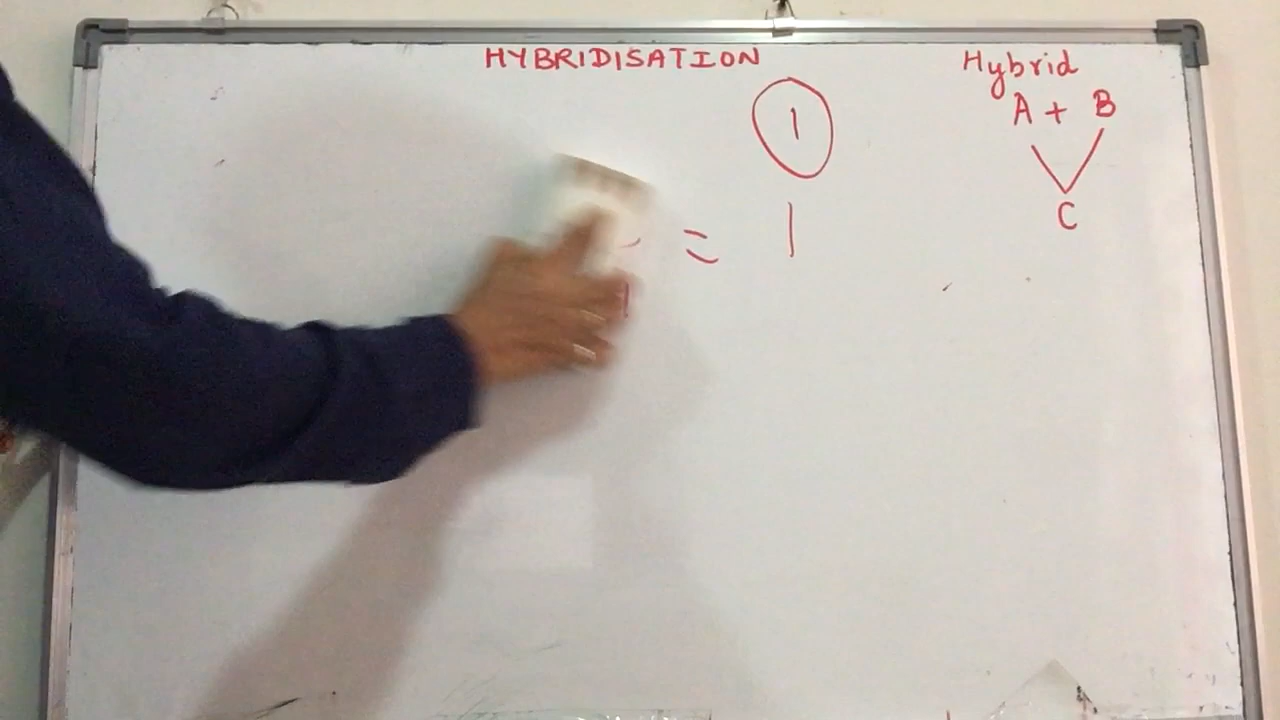 HYBRIDISATION
Hybrid
A + B
C
1
= 1